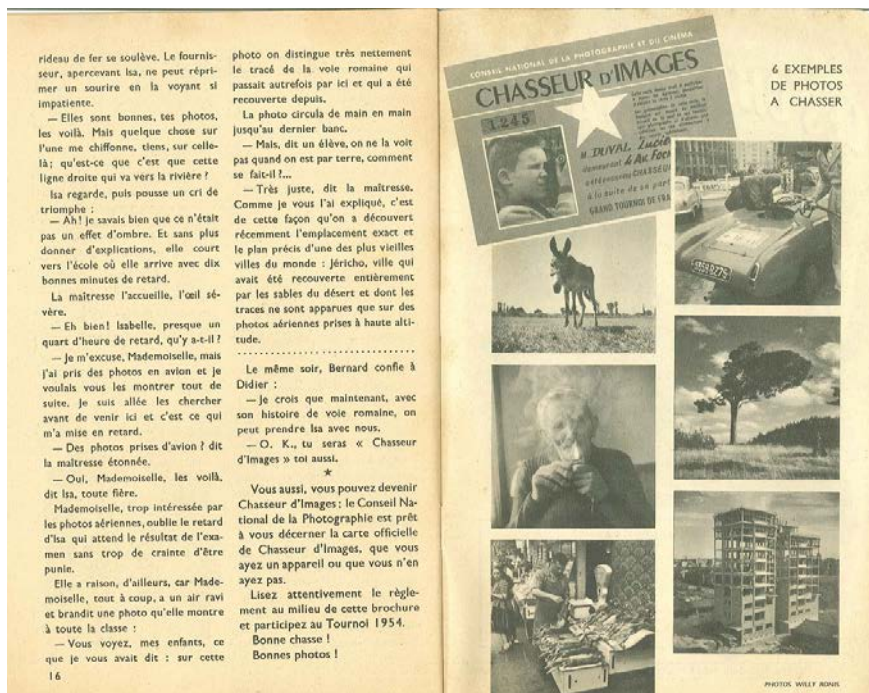 rideau de fer se soulève. Le fournis-
seur, apercevant Isa, ne peut répri-
mer un sourire en la voyant si
impatiente.
— Elles sont bonnes, tes photos,
les voilà. Mais quelque chose sur
l'une me chiffonne, tiens, sur celle-
là; qu'est-ce que c'est que cette
ligne droite qui va vers la rivière ?
Isa regarde, puis pousse un cri de
triomphe :
— Ah! je savais bien que ce n'était
pas un effet d'ombre. Et sans plus
donner d'explications, elle court
vers l'école où elle arrive avec dix
bonnes minutes de retard.
La maîtresse l'accueille, l'œil sé-
vère.
— Eh bien! Isabelle, presque un
quart d'heure de retard, qu'y a-t-il ?
— Je m'excuse, Mademoiselle, mais
j'ai pris des photos en avion et je
voulais vous les montrer tout de
suite. Je suis allée les chercher
avant de venir ici et c'est ce qui
m'a mise en retard.
— Des photos prises d'avion ? dit
la maîtresse étonnée.
— Oui, Mademoiselle, les voilà,
dit Isa, toute fière.
Mademoiselle, trop intéressée par
les photos aériennes, oublie le retard
d'Isa qui attend le résultat de l'exa-
men sans trop de crainte d'être
punie.
Elle a raison, d'ailleurs, car Made-
moiselle, tout à coup, a un air ravi
et brandit une photo qu'elle montre
à toute la classe :
— Vous voyez, mes enfants, ce
que je vous avait dit : sur cette
16
photo on distingue très nettement
le tracé de la voie romaine qui
passait autrefois par ici et qui a été
recouverte depuis.
La photo circula de main en main
jusqu'au dernier banc.
— Mais, dit un élève, on ne la voit
pas quand on est par terre, comment
se fait-il ?...
— Très juste, dit la maîtresse.
Comme je vous l'ai expliqué, c'est
de cette façon qu'on a découvert
récemment l'emplacement exact et
le plan précis d'une des plus vieilles
villes du monde : Jéricho, ville qui
avait été recouverte entièrement
par les sables du désert et dont les
traces ne sont apparues que sur des
photos aériennes prises à haute alti-
tude.
Le même soir, Bernard confie à
Didier :
— Je crois que maintenant, avec
son histoire de voie romaine, on
peut prendre Isa avec nous.
— O. K., tu seras « Chasseur
d'Images » toi aussi.
Vous aussi, vous pouvez devenir
Chasseur d'Images; le Conseil Na-
tional de la Photographie est prêt
à vous décerner la carte officielle
de Chasseur d'Images, que vous
ayez un appareil ou que vous n'en
ayez pas.
Lisez attentivement le règle-
ment au milieu de cette brochure
et participez au Tournoi 1954.
Bonne chasse !
Bonnes photos !
CONSEIL NATIONAL DE LA PHOTOGRAPHIE ET DU CINÉMA
CHASSEUR D'IMAGES
1245
M. DUVAL Lucien
demeurant 4 Av. Foch
CHASSEUR
à la suite de sa part
GRAND TOURNOI DE FRA
6 EXEMPLES
DE PHOTOS
A CHASSER
PHOTOS WILLY RONIS